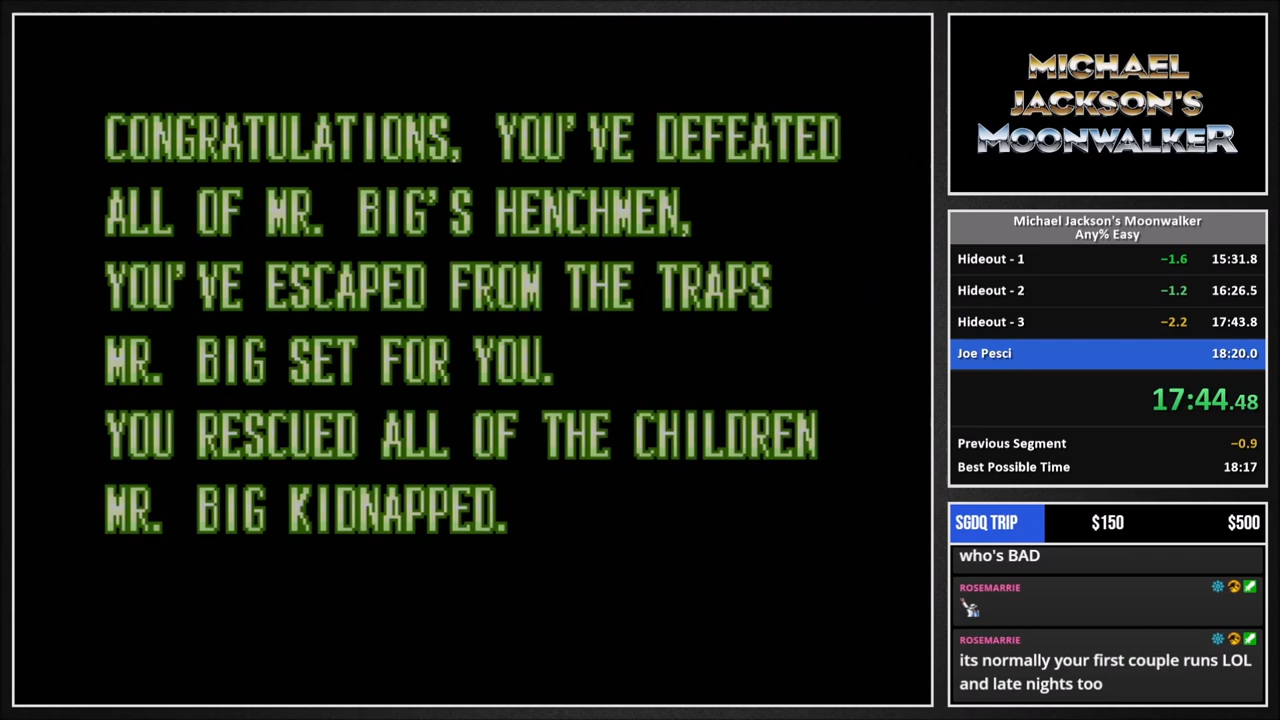 CONGRATULATIONS, YOU'VE DEFEATED
ALL OF MR. BIG'S HENCHMEN,
YOU'VE ESCAPED FROM THE TRAPS
MR. BIG SET FOR YOU.
YOU RESCUED ALL OF THE CHILDREN
MR. BIG KIDNAPPED.
MICHAEL
JACKSON'S
MOONWALKER
Michael Jackson's Moonwalker
Any% Easy
Hideout - 1 −1.6 15:31.8
Hideout - 2 −1.2 16:26.5
Hideout - 3 −2.2 17:43.8
Joe Pesci 18:20.0
17:44.48
Previous Segment −0.9
Best Possible Time 18:17
SGDQ TRIP $150 $500
who's BAD
ROSEMARRIE
ROSEMARRIE
its normally your first couple runs LOL
and late nights too